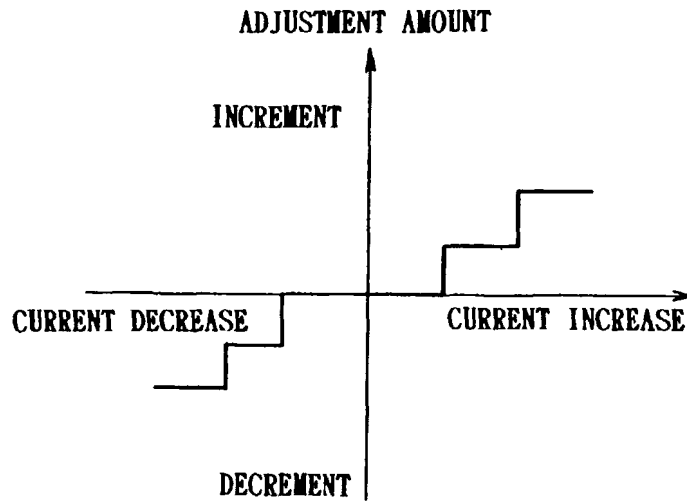 ADJUSTMENT AMOUNT
INCREMENT
CURRENT DECREASE
CURRENT INCREASE
DECREMENT